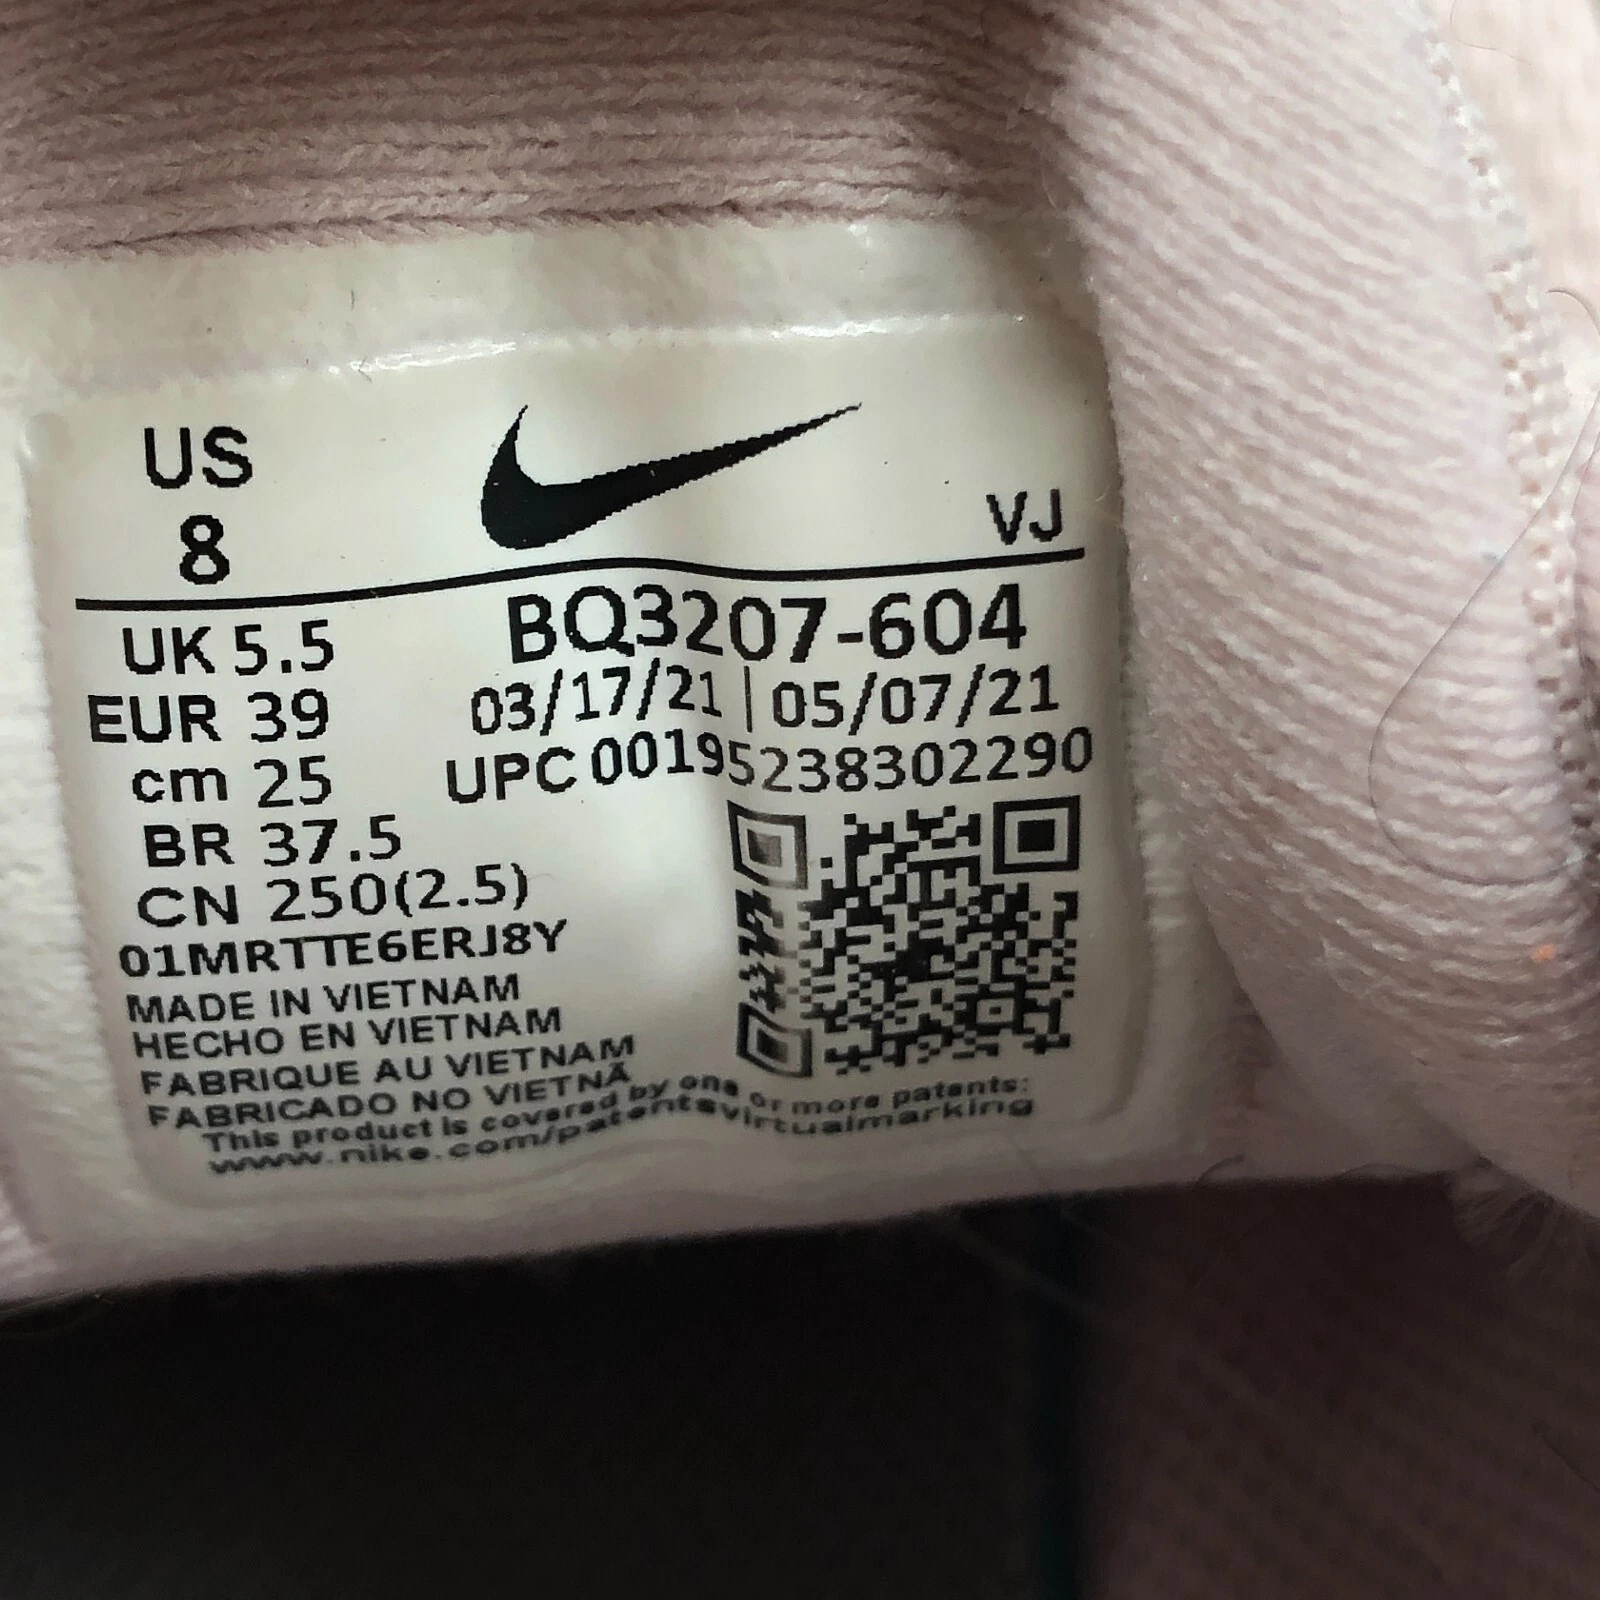 US
8
VJ
UK 5.5
BQ3207-604
EUR 39
03/17/21 | 05/07/21
cm 25
UPC 00195238302290
BR 37.5
CN 250(2.5)
01MRTTE6ERJ8Y
MADE IN VIETNAM
HECHO EN VIETNAM
FABRIQUE AU VIETNAM
FABRICADO NO VIETNÃ
This product is covered by one or more patents:
www.nike.com/patentsvirtualmarking